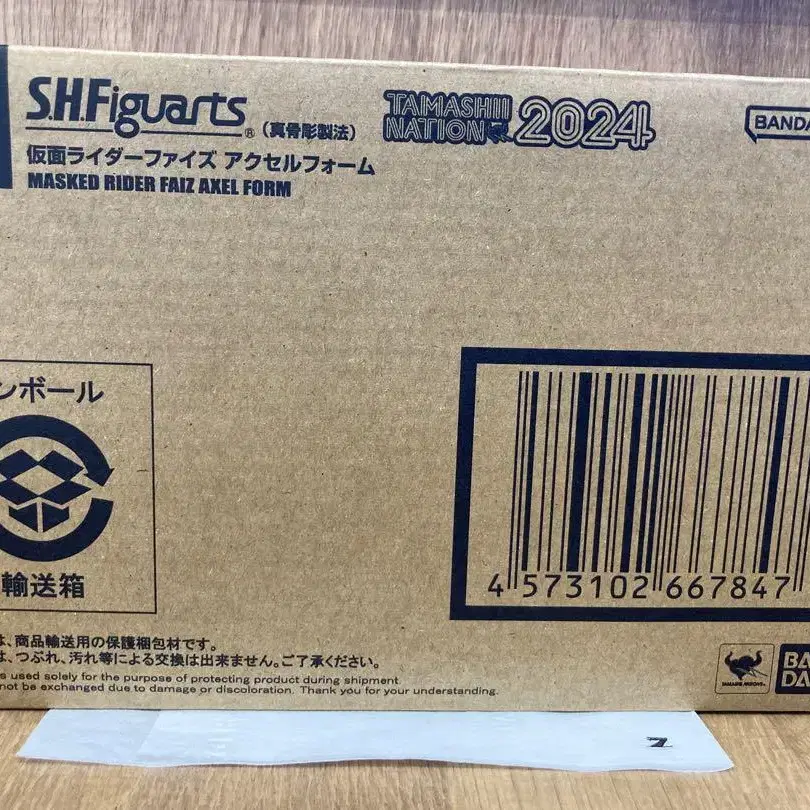 S.H.Figuarts® (真骨彫製法)
TAMASHII NATION 2024
BANDA
仮面ライダーファイズ アクセルフォーム
MASKED RIDER FAIZ AXEL FORM
ンボール
輸送箱
4 573102 667847
は、商品輸送用の保護梱包材です。
は、つぶれ、汚れ等による交換は出来ません。ご了承ください。
s used solely for the purpose of protecting product during shipment
not be exchanged due to damage or discoloration. Thank you for your understanding.
TAMASHII NATIONS
BA
DA